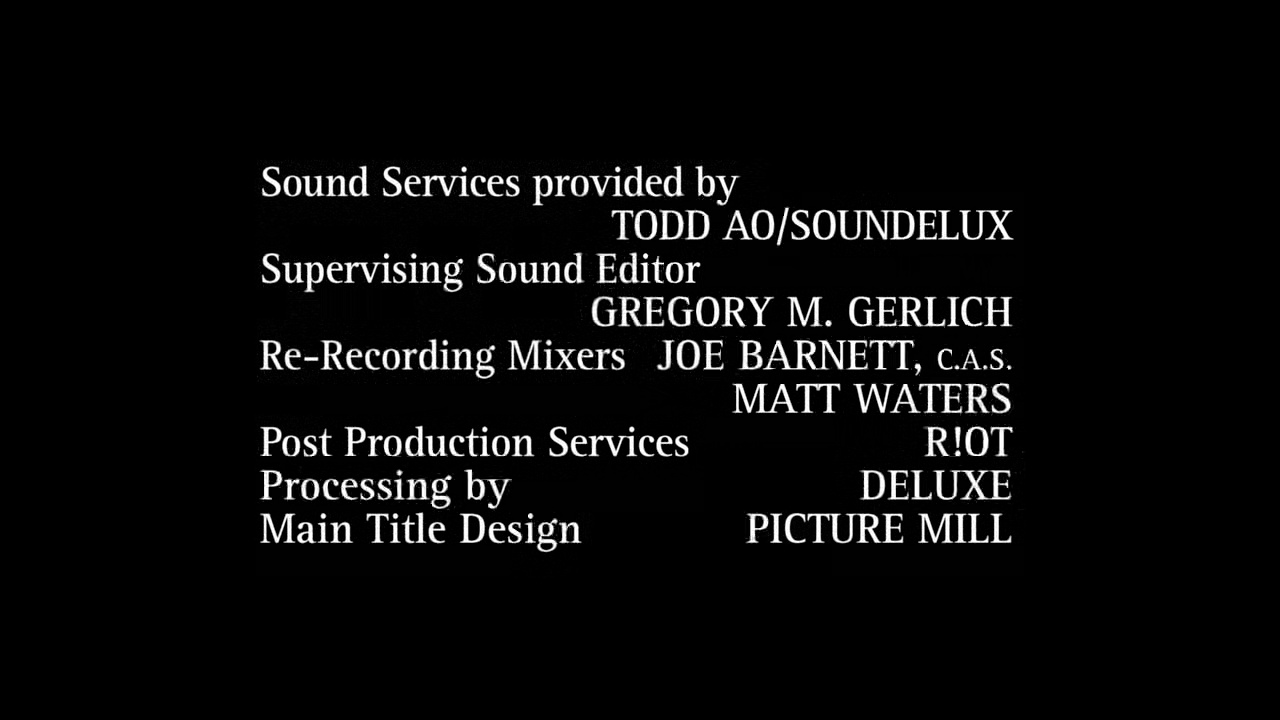 Sound Services provided by
TODD AO/SOUNDELUX
Supervising Sound Editor
GREGORY M. GERLICH
Re-Recording Mixers JOE BARNETT, C.A.S.
MATT WATERS
Post Production Services R!OT
Processing by DELUXE
Main Title Design PICTURE MILL